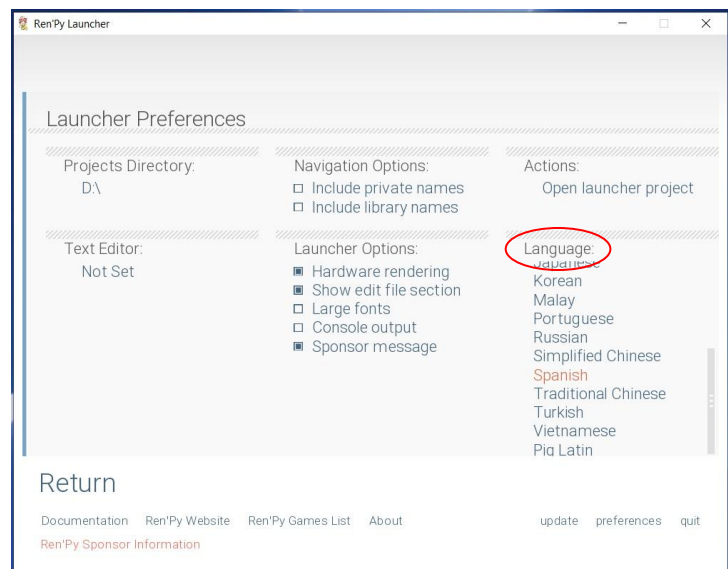 Ren'Py Launcher
Launcher Preferences
Projects Directory:
D:\
Navigation Options:
Include private names
Include library names
Actions:
Open launcher project
Text Editor:
Not Set
Launcher Options:
Hardware rendering
Show edit file section
Large fonts
Console output
Sponsor message
Language:
Japanese
Korean
Malay
Portuguese
Russian
Simplified Chinese
Spanish
Traditional Chinese
Turkish
Vietnamese
Pig Latin
Return
Documentation Ren'Py Website Ren'Py Games List About update preferences quit
Ren'Py Sponsor Information